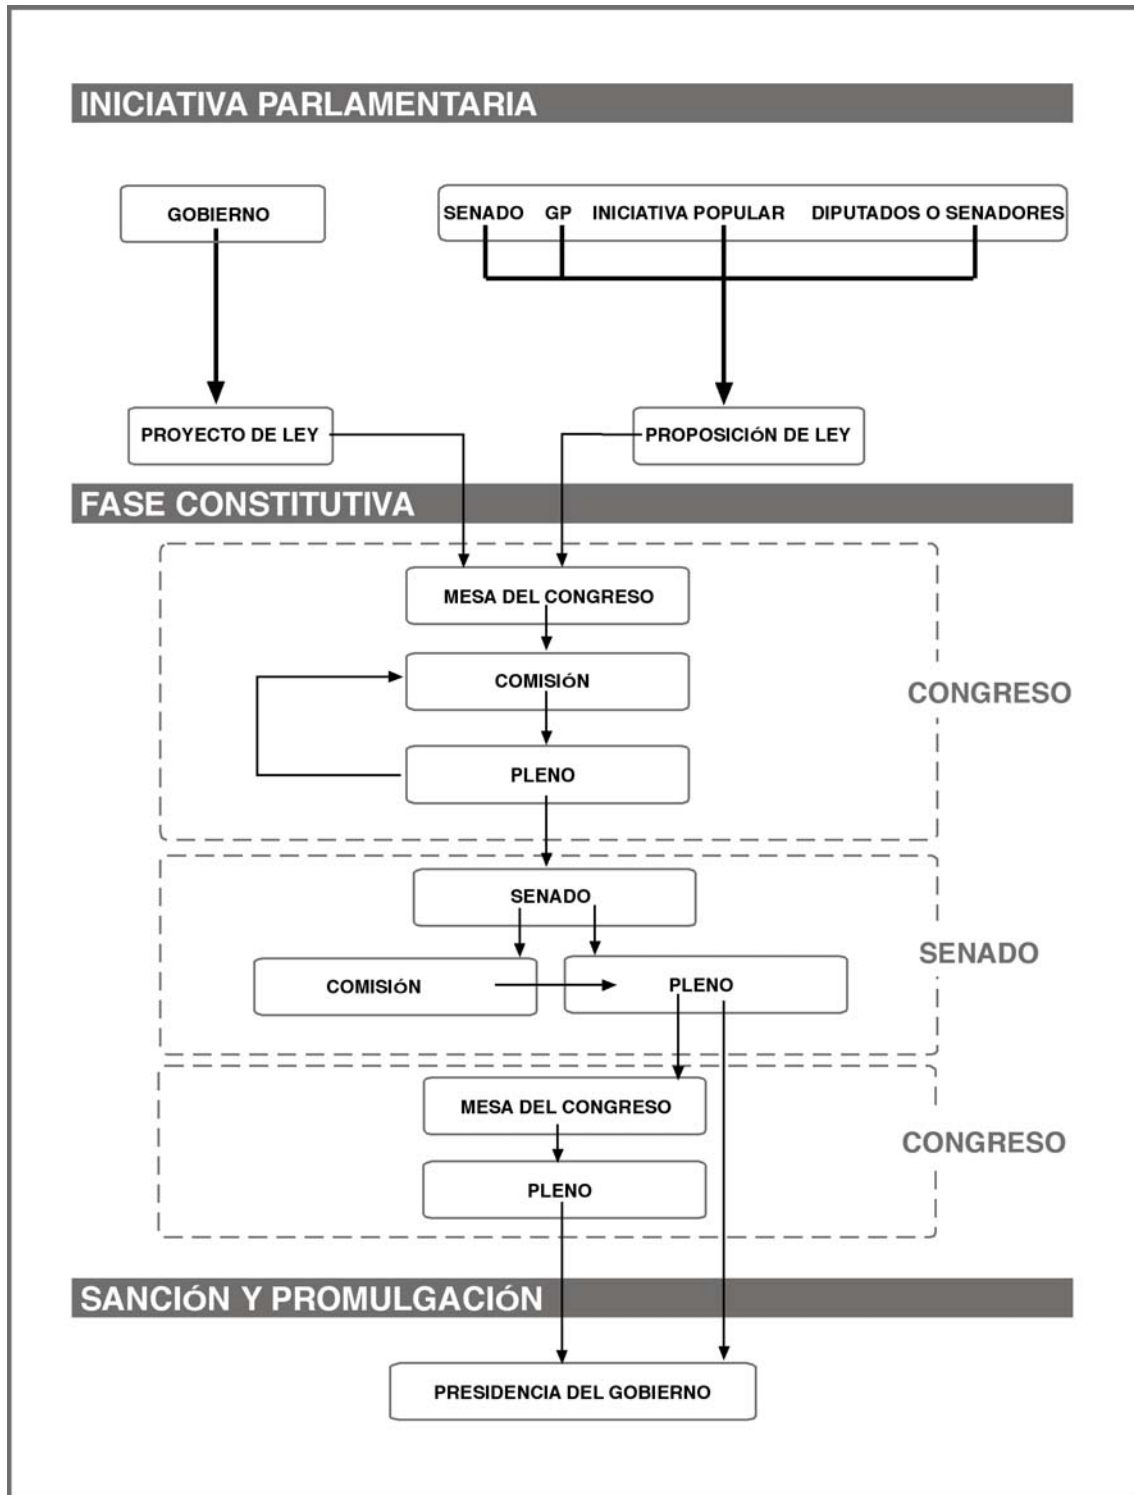 INICIATIVA PARLAMENTARIA
GOBIERNO
SENADO GP INICIATIVA POPULAR DIPUTADOS O SENADORES
PROYECTO DE LEY
PROPOSICIÓN DE LEY
FASE CONSTITUTIVA
MESA DEL CONGRESO
COMISIÓN
CONGRESO
PLENO
SENADO
SENADO
COMISIÓN
PLENO
MESA DEL CONGRESO
CONGRESO
PLENO
SANCIÓN Y PROMULGACIÓN
PRESIDENCIA DEL GOBIERNO